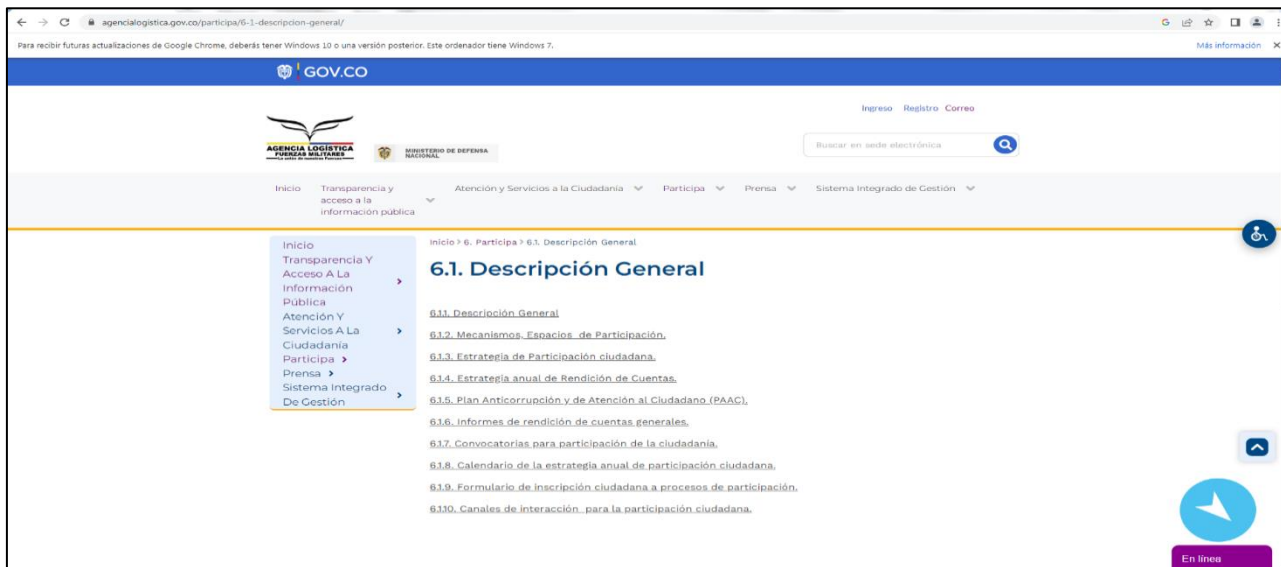 agencialogistica.gov.co/participa/6-1-descripcion-general/
Para recibir futuras actualizaciones de Google Chrome, deberás tener Windows 10 o una versión posterior. Este ordenador tiene Windows 7.
Más información
GOV.CO
Ingreso Registro Correo
AGENCIA LOGÍSTICA
FUERZAS MILITARES
La unión de nuestras Fuerzas
MINISTERIO DE DEFENSA
NACIONAL
Buscar en sede electrónica
Inicio
Transparencia y
acceso a la
información pública
Atención y Servicios a la Ciudadanía
Participa
Prensa
Sistema Integrado de Gestión
Inicio
Transparencia Y
Acceso A La
Información
Pública
Atención Y
Servicios A La
Ciudadanía
Participa >
Prensa >
Sistema Integrado
De Gestión
Inicio > 6. Participa > 6.1. Descripción General
6.1. Descripción General
6.1.1. Descripción General
6.1.2. Mecanismos, Espacios de Participación.
6.1.3. Estrategia de Participación ciudadana.
6.1.4. Estrategia anual de Rendición de Cuentas.
6.1.5. Plan Anticorrupción y de Atención al Ciudadano (PAAC).
6.1.6. Informes de rendición de cuentas generales.
6.1.7. Convocatorias para participación de la ciudadanía.
6.1.8. Calendario de la estrategia anual de participación ciudadana.
6.1.9. Formulario de inscripción ciudadana a procesos de participación.
6.1.10. Canales de interacción para la participación ciudadana.
En línea